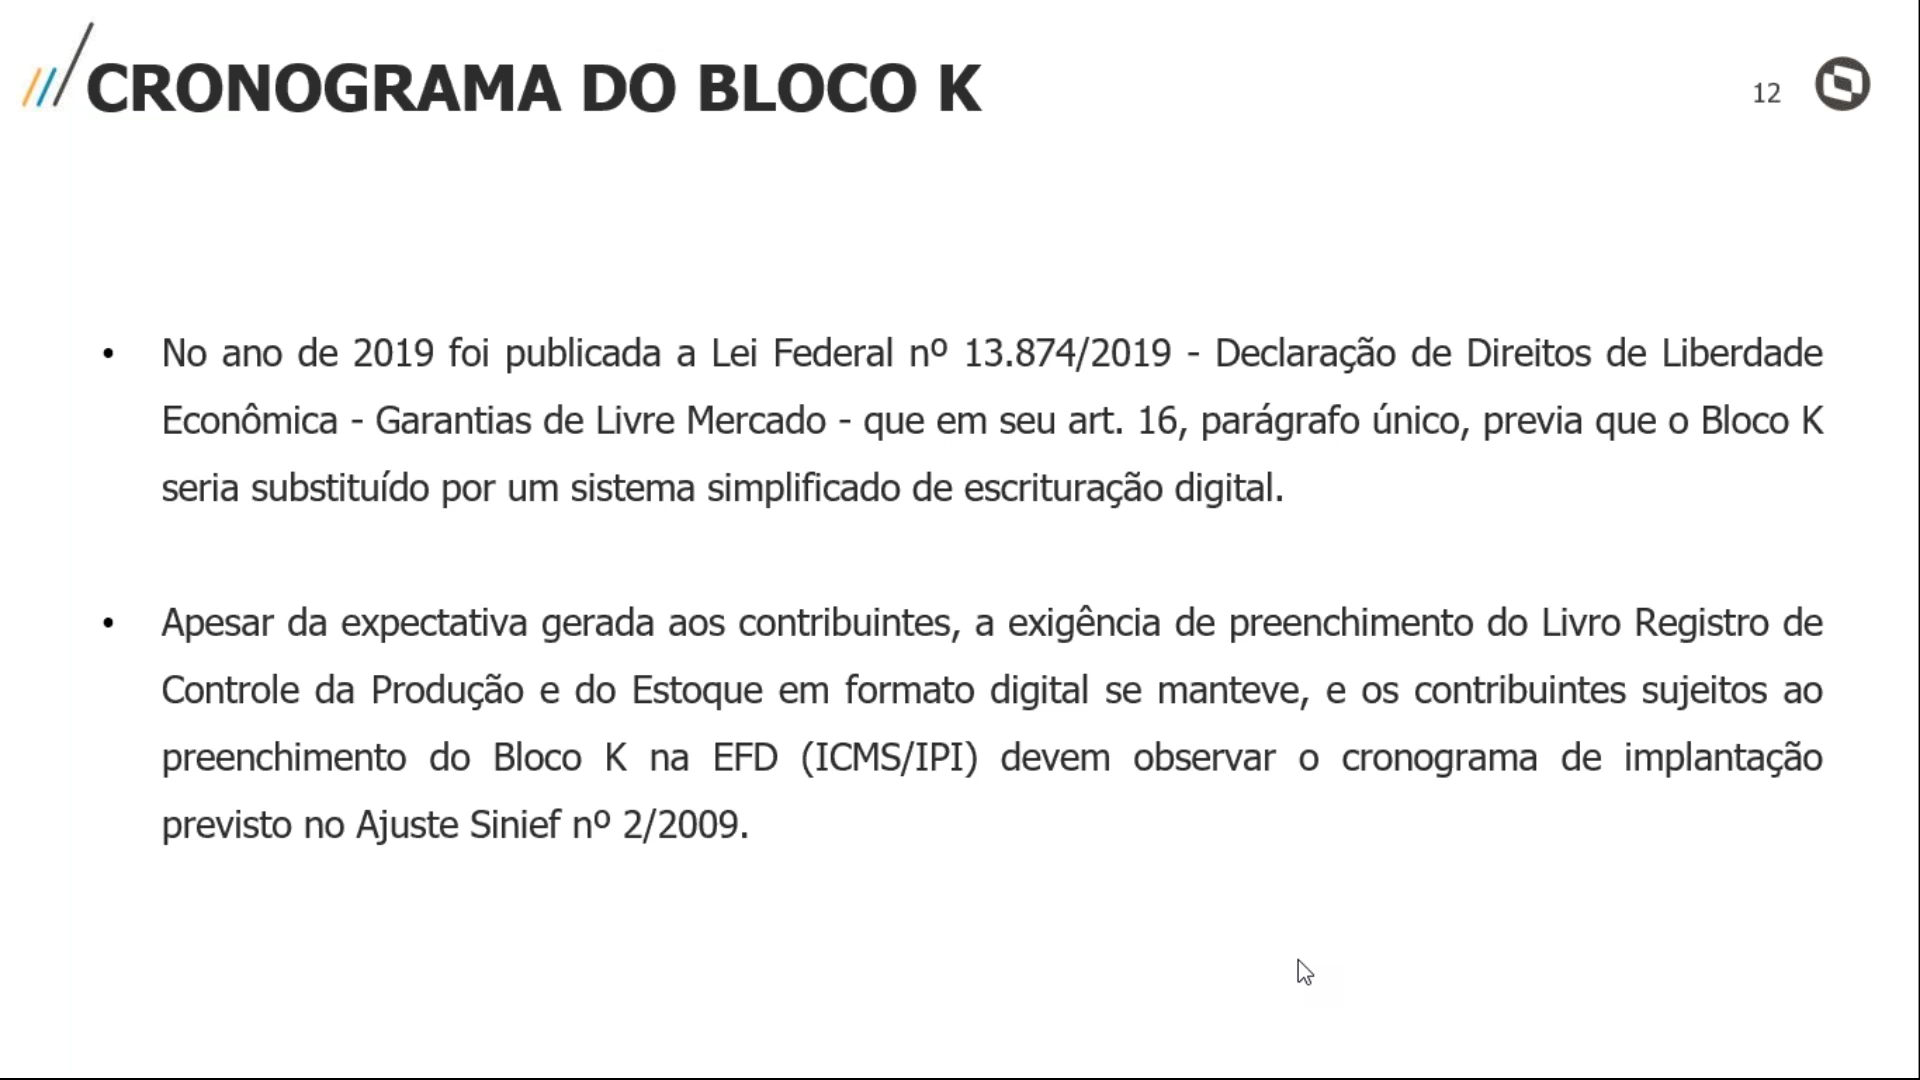 CRONOGRAMA DO BLOCO K
12
• No ano de 2019 foi publicada a Lei Federal nº 13.874/2019 - Declaração de Direitos de Liberdade
Econômica - Garantias de Livre Mercado - que em seu art. 16, parágrafo único, previa que o Bloco K
seria substituído por um sistema simplificado de escrituração digital.
• Apesar da expectativa gerada aos contribuintes, a exigência de preenchimento do Livro Registro de
Controle da Produção e do Estoque em formato digital se manteve, e os contribuintes sujeitos ao
preenchimento do Bloco K na EFD (ICMS/IPI) devem observar o cronograma de implantação
previsto no Ajuste Sinief nº 2/2009.